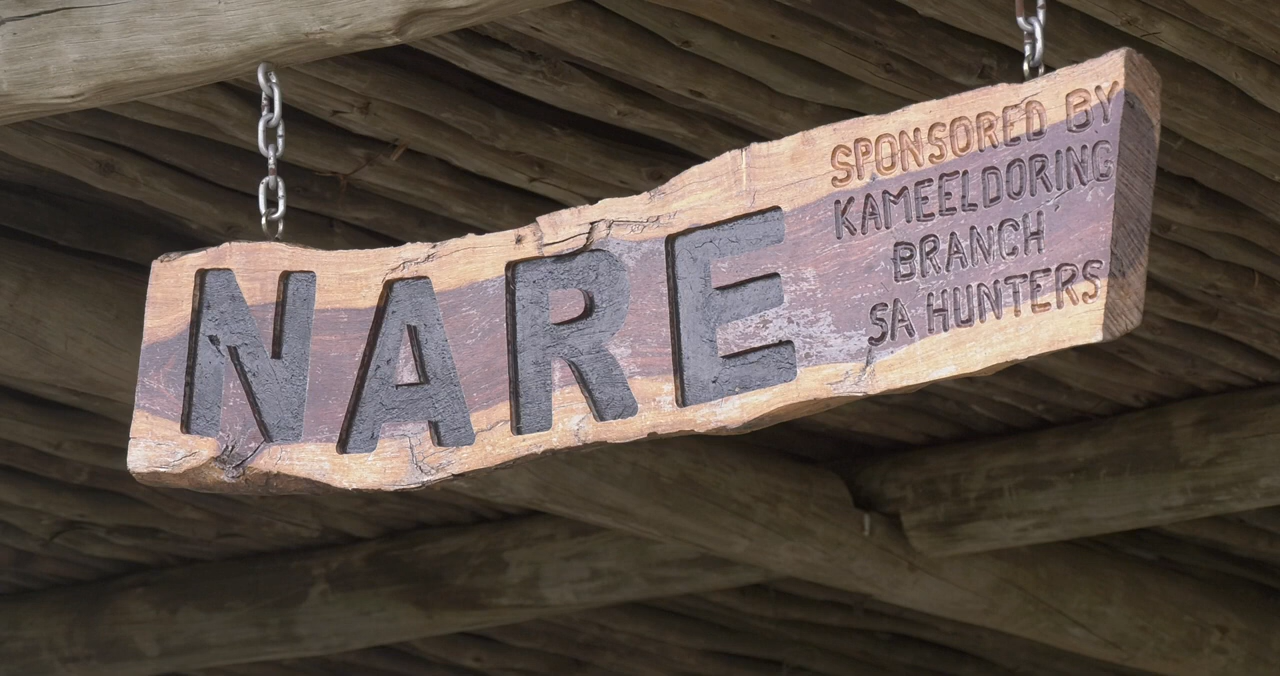 NARE
SPONSORED BY
KAMEELDORING
BRANCH
SA HUNTERS